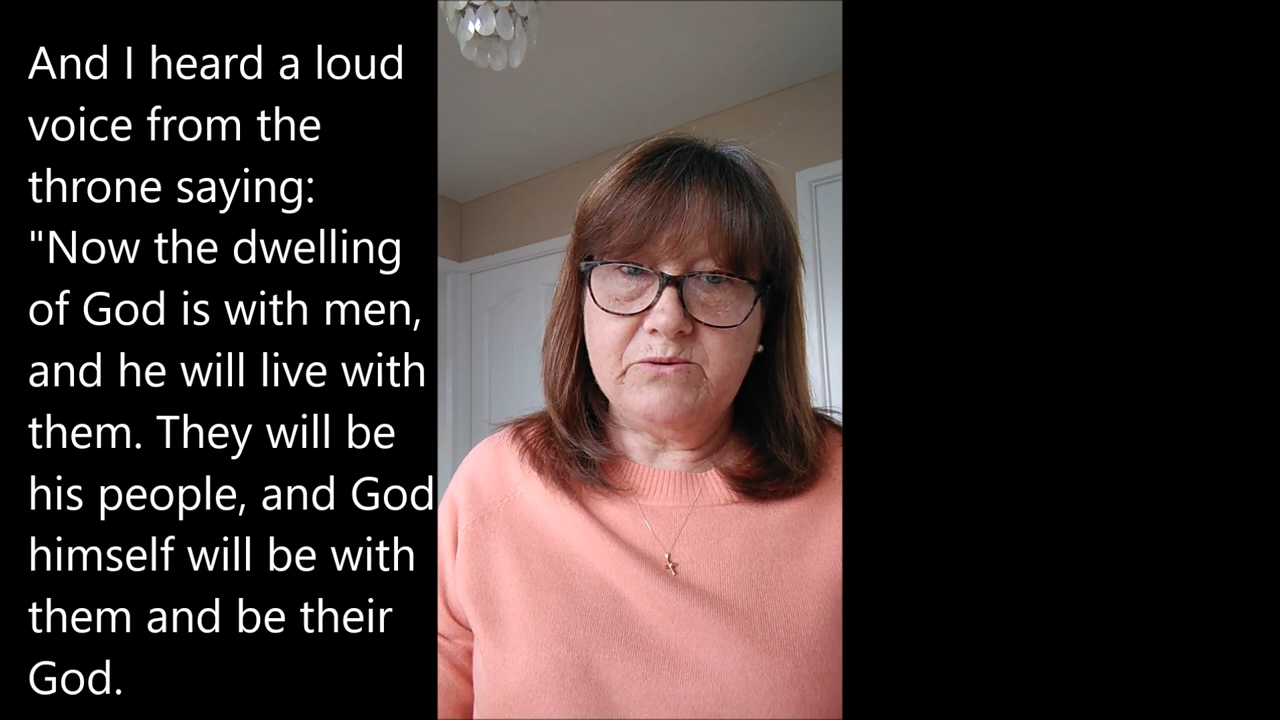 And I heard a loud
voice from the
throne saying:
"Now the dwelling
of God is with men,
and he will live with
them. They will be
his people, and God
himself will be with
them and be their
God.